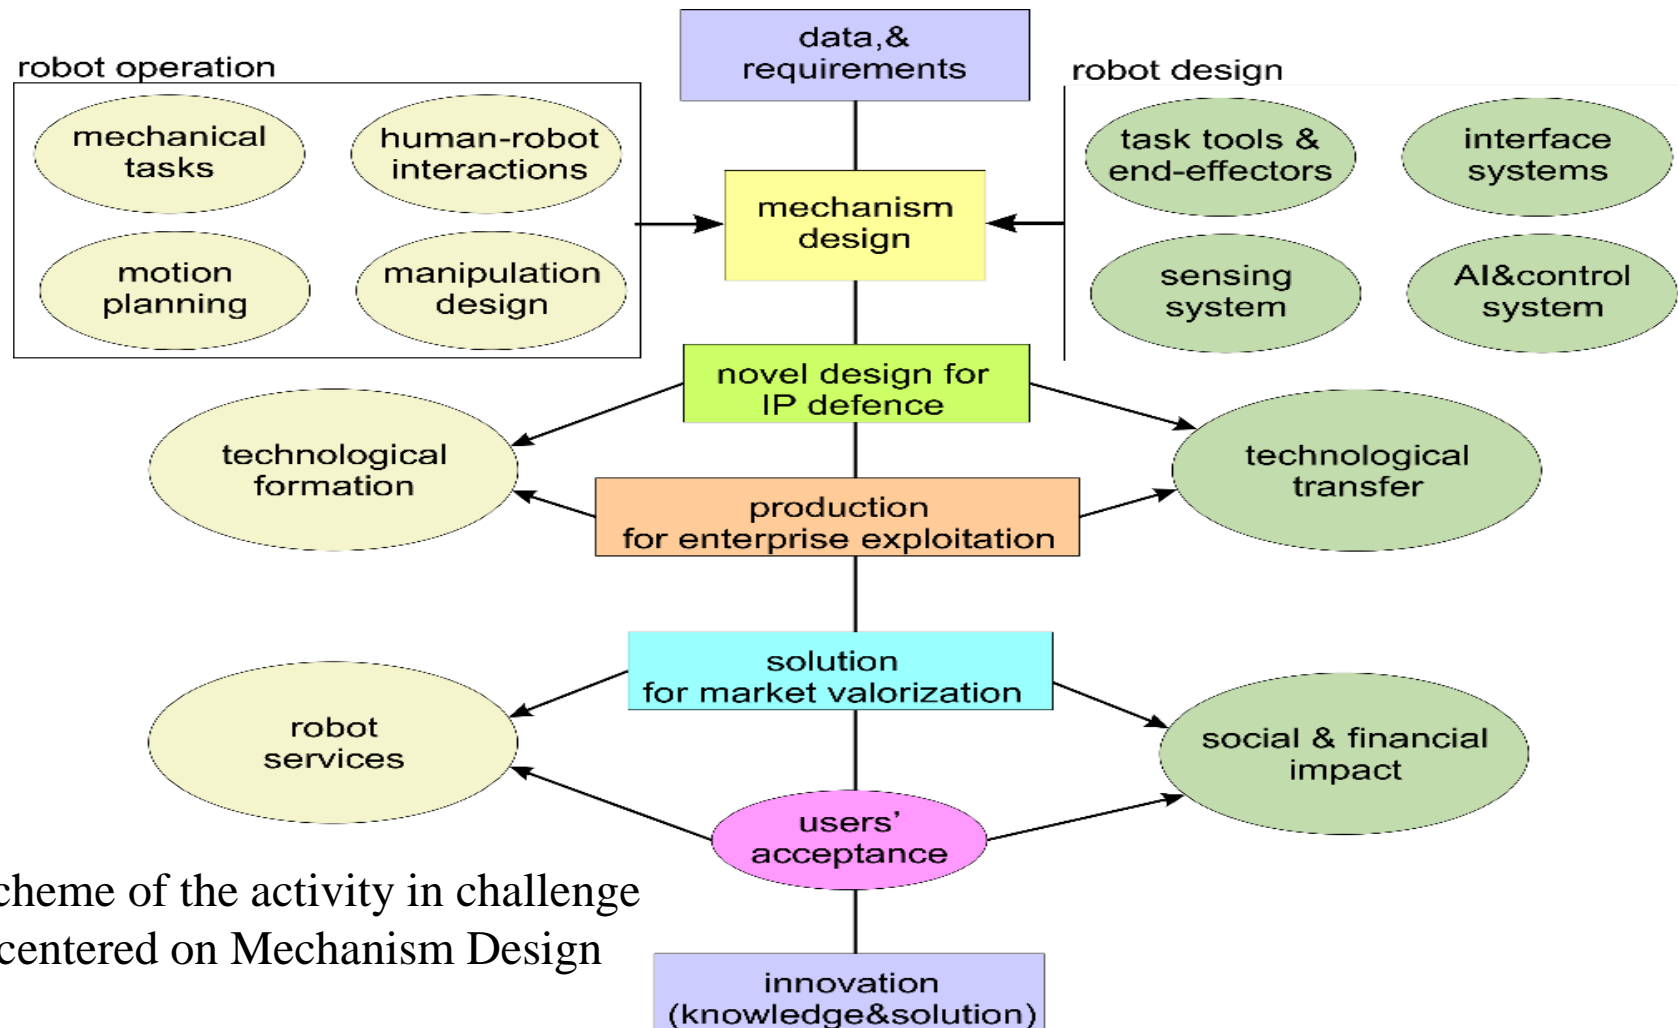 data,&
requirements
robot operation
robot design
mechanical
tasks
human-robot
interactions
task tools &
end-effectors
interface
systems
mechanism
design
motion
planning
manipulation
design
sensing
system
AI&control
system
novel design for
IP defence
technological
formation
technological
transfer
production
for enterprise exploitation
solution
for market valorization
robot
services
social & financial
impact
users’
acceptance
cheme of the activity in challenge
centered on Mechanism Design
innovation
(knowledge&solution)